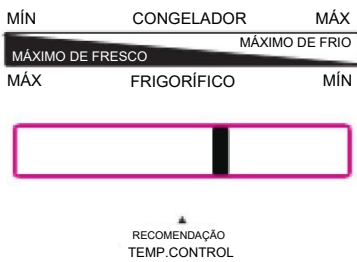 MÍN CONGELADOR MÁX
MÁXIMO DE FRIO
MÁXIMO DE FRESCO
MÁX FRIGORÍFICO MÍN
RECOMENDAÇÃO
TEMP.CONTROL